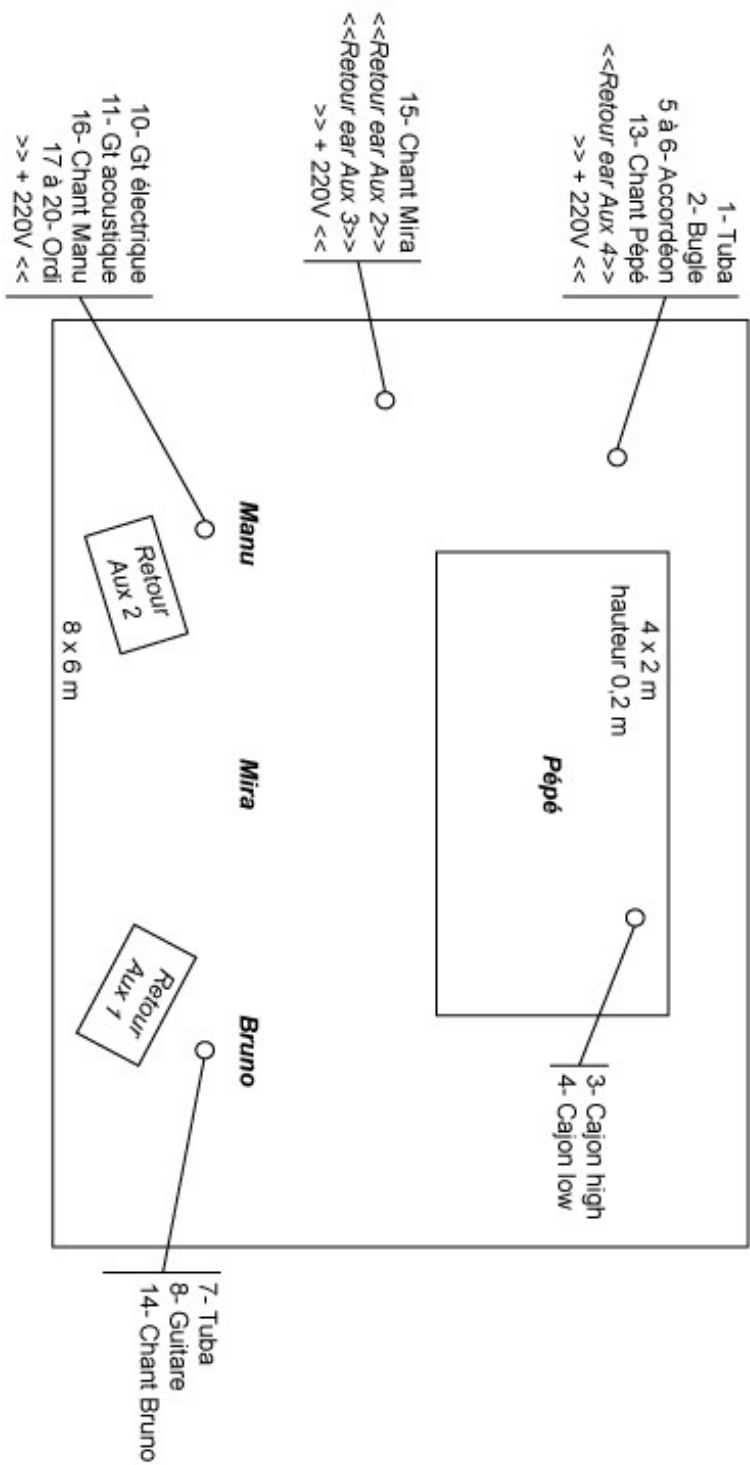 1- Tuba
2- Bugle
5 à 6- Accordéon
13- Chant Pépé
<<Retour ear Aux 4>>
>> + 220V <<
15- Chant Mira
<<Retour ear Aux 2>>
<<Retour ear Aux 3>>
>> + 220V <<
10- Gt électrique
11- Gt acoustique
16- Chant Manu
17 à 20- Ordi
>> + 220V <<
4 x 2 m
hauteur 0,2 m
Pépé
3- Cajon high
4- Cajon low
Manu
Mira
Bruno
Retour
Aux 2
Retour
Aux 1
8 x 6 m
7- Tuba
8- Guitare
14- Chant Bruno